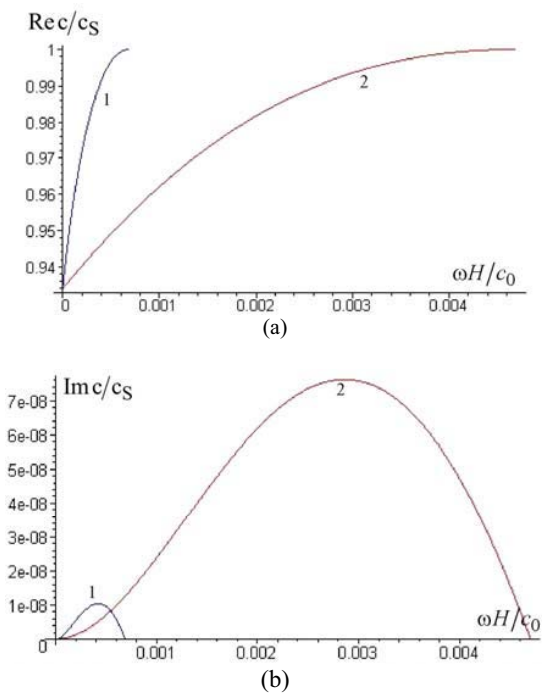 Re c/cS
1
0.99
0.98
0.97
0.96
0.95
0.94
1
2
ωH/c0
0 0.001 0.002 0.003 0.004
(a)
Im c/cS
7e-08
6e-08
5e-08
4e-08
3e-08
2e-08
1e-08
0
1
2
ωH/c0
0.001 0.002 0.003 0.004
(b)